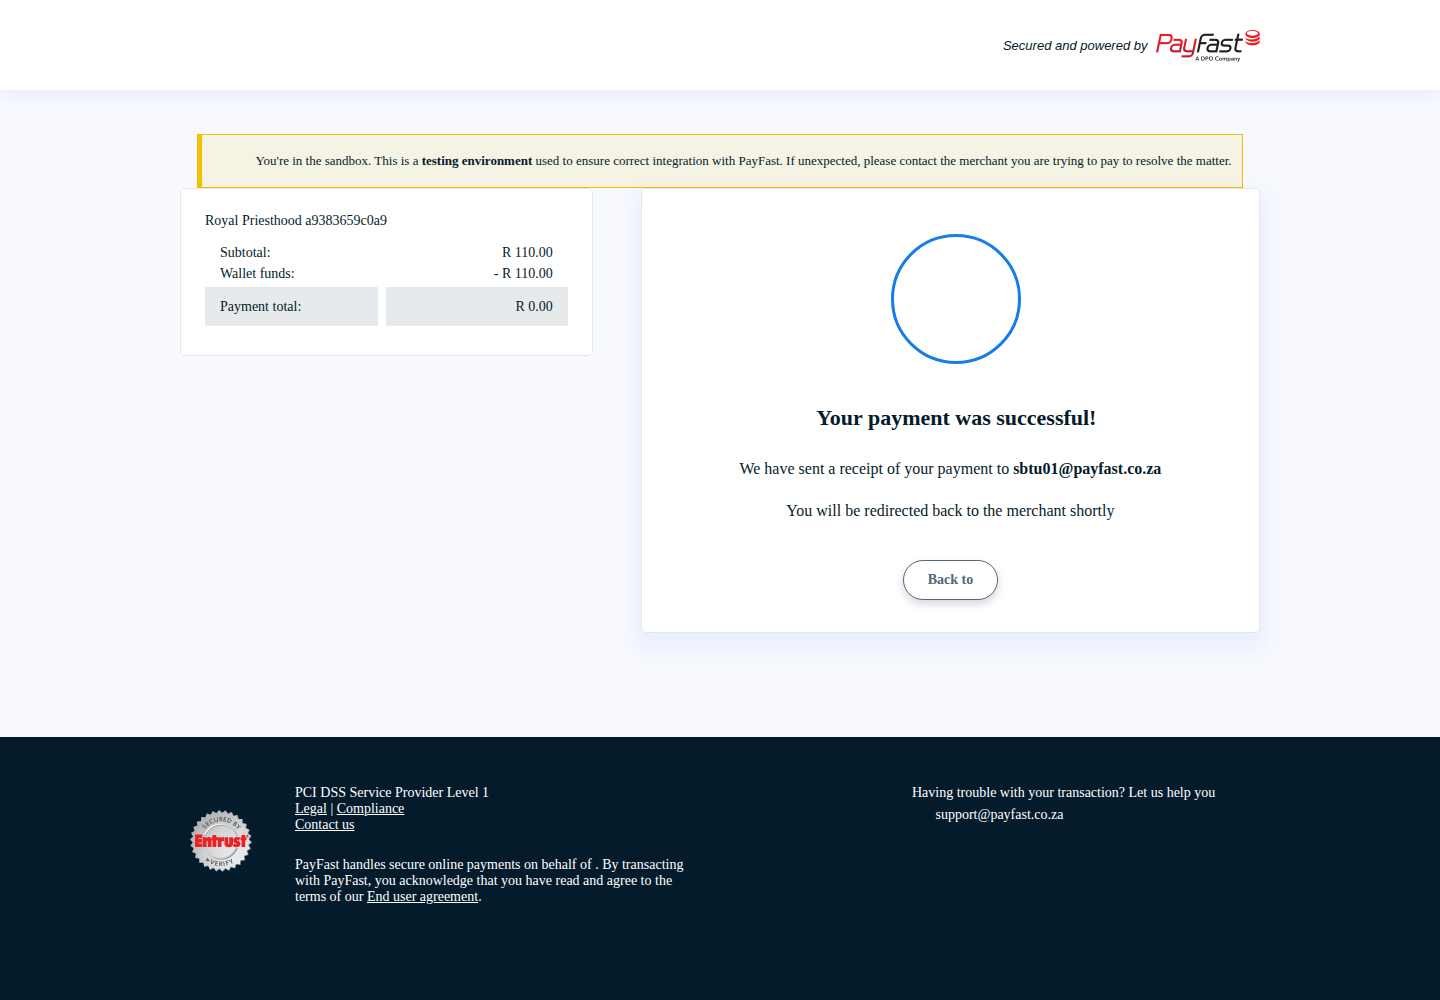 Secured and powered by PayFast
A DPO Company
You're in the sandbox. This is a testing environment used to ensure correct integration with PayFast. If unexpected, please contact the merchant you are trying to pay to resolve the matter.
Royal Priesthood a9383659c0a9
Subtotal: R 110.00
Wallet funds: - R 110.00
Payment total: R 0.00
Your payment was successful!
We have sent a receipt of your payment to sbtu01@payfast.co.za
You will be redirected back to the merchant shortly
Back to
SECURED BY
Entrust
VERIFY
PCI DSS Service Provider Level 1
Legal | Compliance
Contact us
PayFast handles secure online payments on behalf of . By transacting
with PayFast, you acknowledge that you have read and agree to the
terms of our End user agreement.
Having trouble with your transaction? Let us help you
support@payfast.co.za